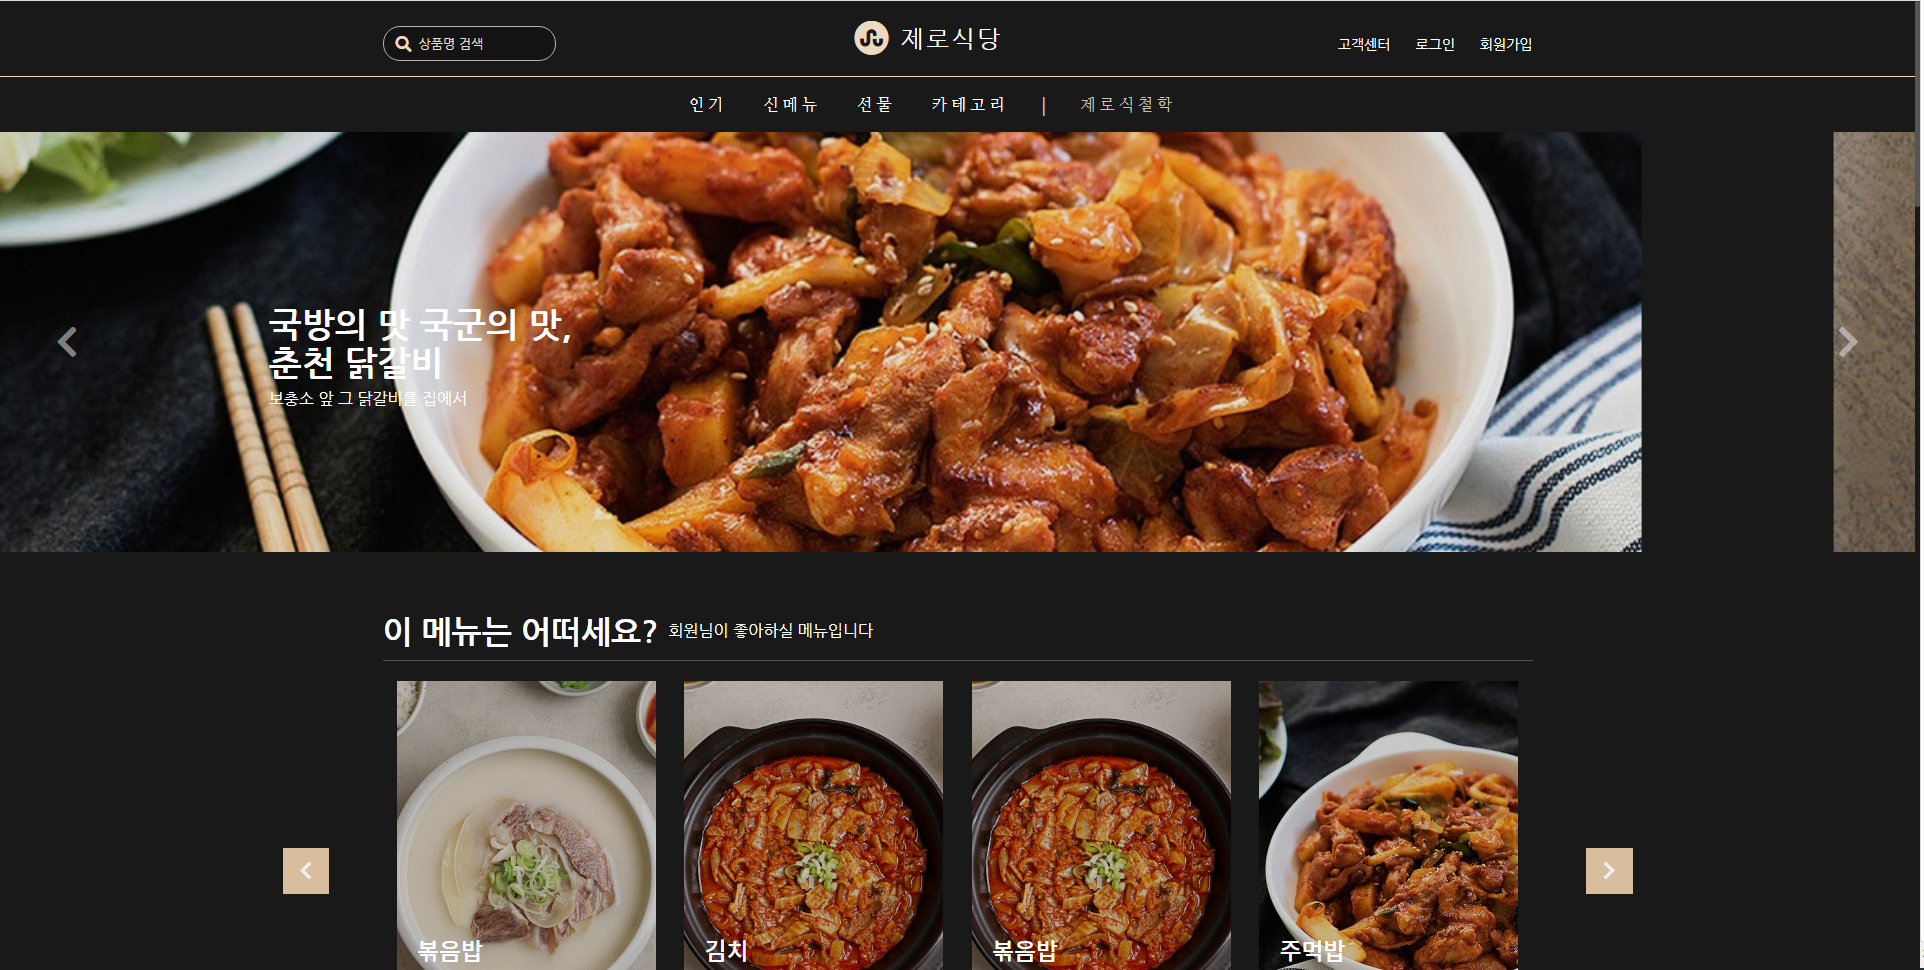 상품명 검색
제로식당
고객센터 로그인 회원가입
인기 신메뉴 선물 카테고리 | 제로식철학
국방의 맛 국군의 맛,
춘천 닭갈비
보충소 앞 그 닭갈비를 집에서
이 메뉴는 어떠세요? 회원님이 좋아하실 메뉴입니다
볶음밥 김치 볶음밥 주먹밥